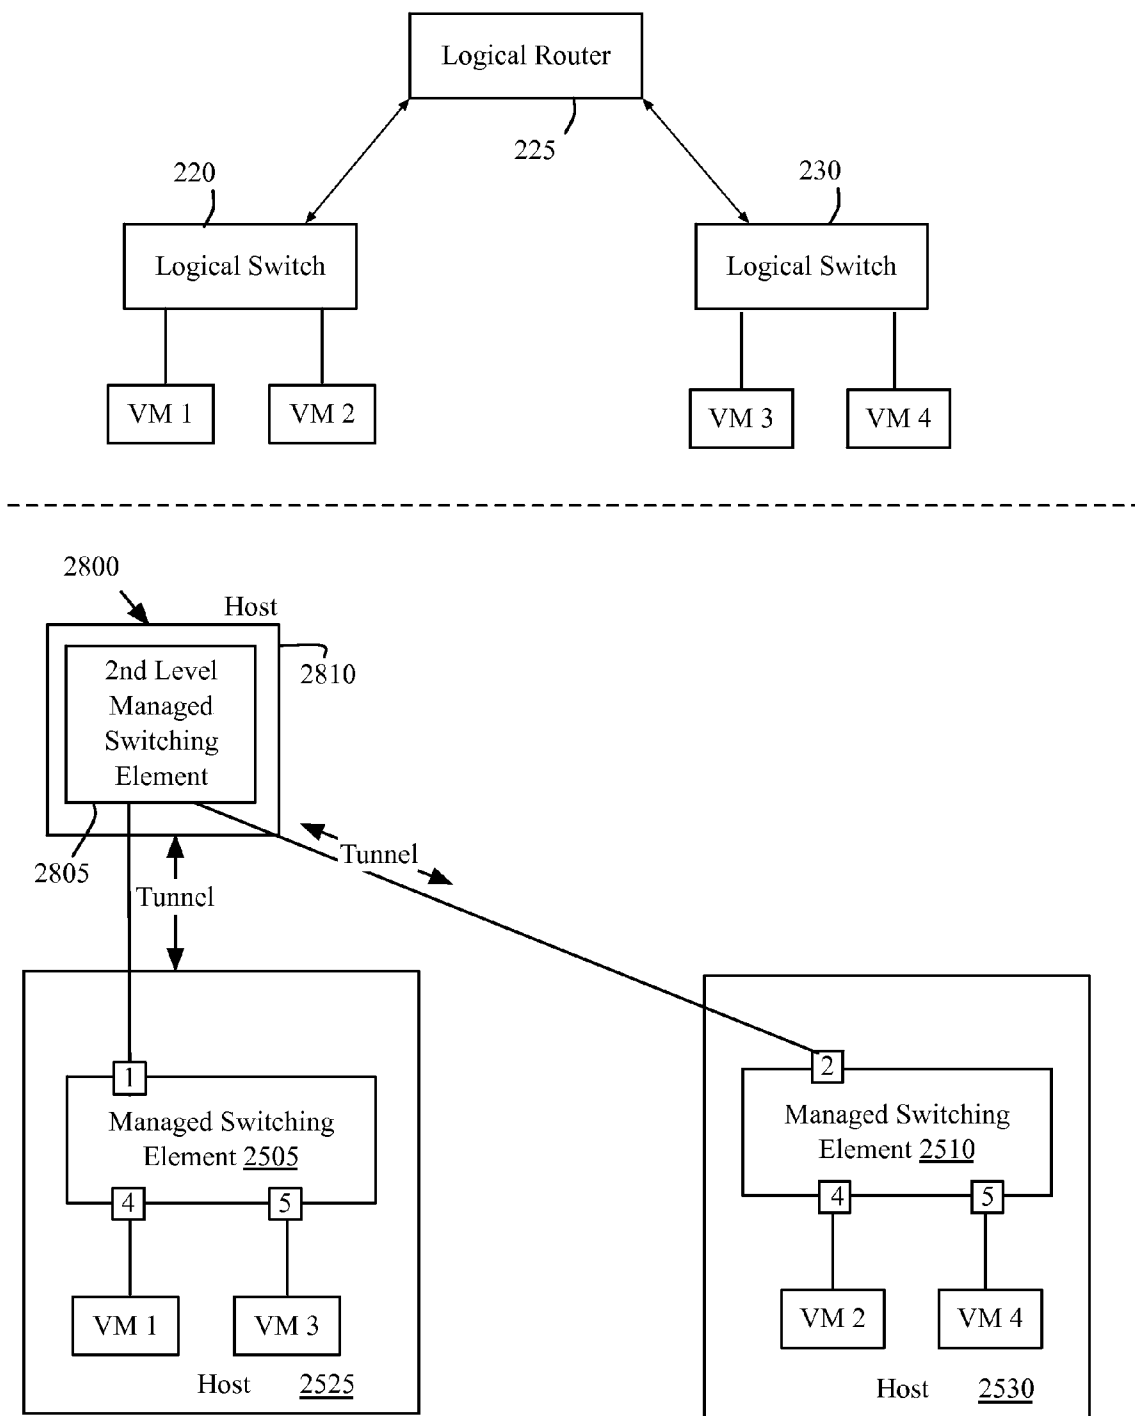 Logical Router
225
220
230
Logical Switch
Logical Switch
VM 1
VM 2
VM 3
VM 4
2800
Host
2nd Level
Managed
Switching
Element
2810
2805
Tunnel
Tunnel
1
Managed Switching
Element 2505
4
5
VM 1
VM 3
Host 2525
2
Managed Switching
Element 2510
4
5
VM 2
VM 4
Host 2530